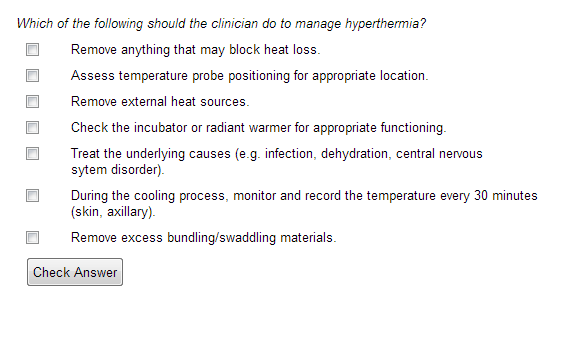 Which of the following should the clinician do to manage hyperthermia?
Remove anything that may block heat loss.
Assess temperature probe positioning for appropriate location.
Remove external heat sources.
Check the incubator or radiant warmer for appropriate functioning.
Treat the underlying causes (e.g. infection, dehydration, central nervous
sytem disorder).
During the cooling process, monitor and record the temperature every 30 minutes
(skin, axillary).
Remove excess bundling/swaddling materials.
Check Answer